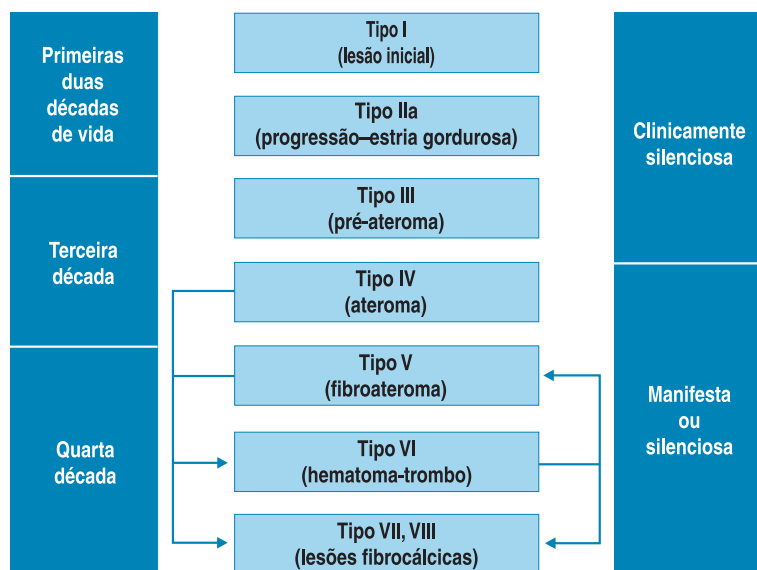 Primeiras
duas
décadas
de vida
Terceira
década
Quarta
década
Tipo I
(lesão inicial)
Tipo IIa
(progressão–estria gordurosa)
Tipo III
(pré-ateroma)
Tipo IV
(ateroma)
Tipo V
(fibroateroma)
Tipo VI
(hematoma-trombo)
Tipo VII, VIII
(lesões fibrocálcicas)
Clinicamente
silenciosa
Manifesta
ou
silenciosa